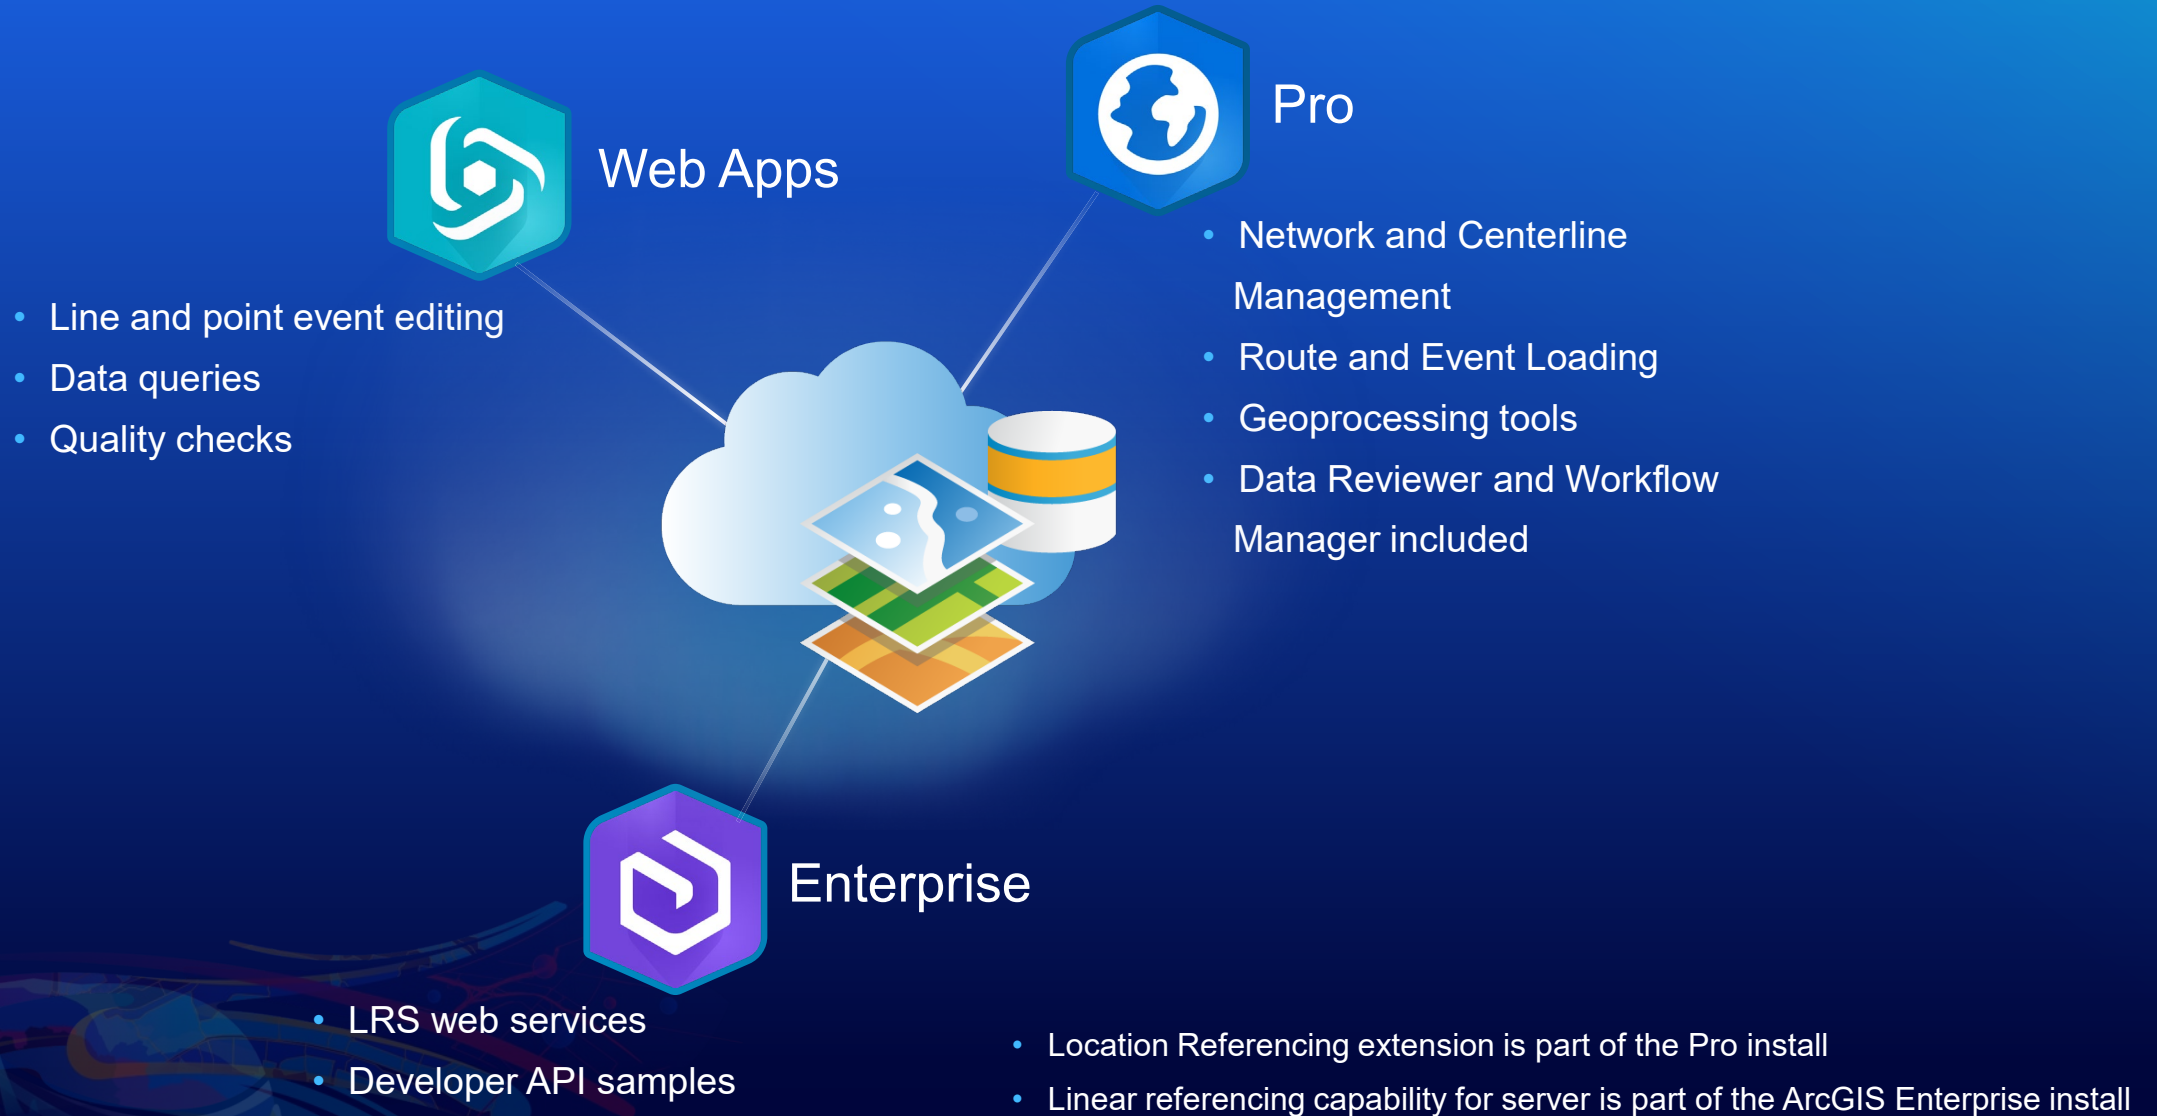 Web Apps
• Line and point event editing
• Data queries
• Quality checks
Pro
• Network and Centerline
Management
• Route and Event Loading
• Geoprocessing tools
• Data Reviewer and Workflow
Manager included
Enterprise
• LRS web services
• Developer API samples
• Location Referencing extension is part of the Pro install
• Linear referencing capability for server is part of the ArcGIS Enterprise install